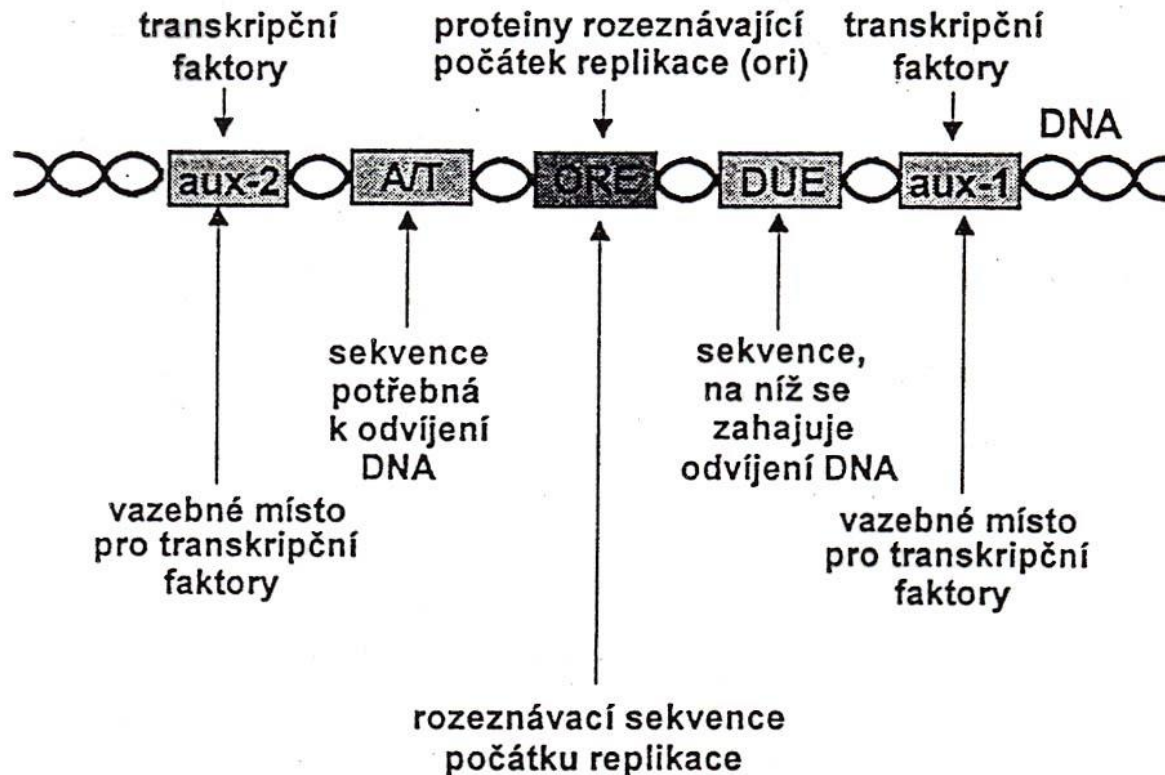 transkripční
faktory
proteiny rozeznávající
počátek replikace (ori)
transkripční
faktory
DNA
aux-2
A/T
ORE
DUE
aux-1
sekvence
potřebná
k odvíjení
DNA
sekvence,
na níž se
zahajuje
odvíjení DNA
vazebné místo
pro transkripční
faktory
vazebné místo
pro transkripční
faktory
rozeznávací sekvence
počátku replikace